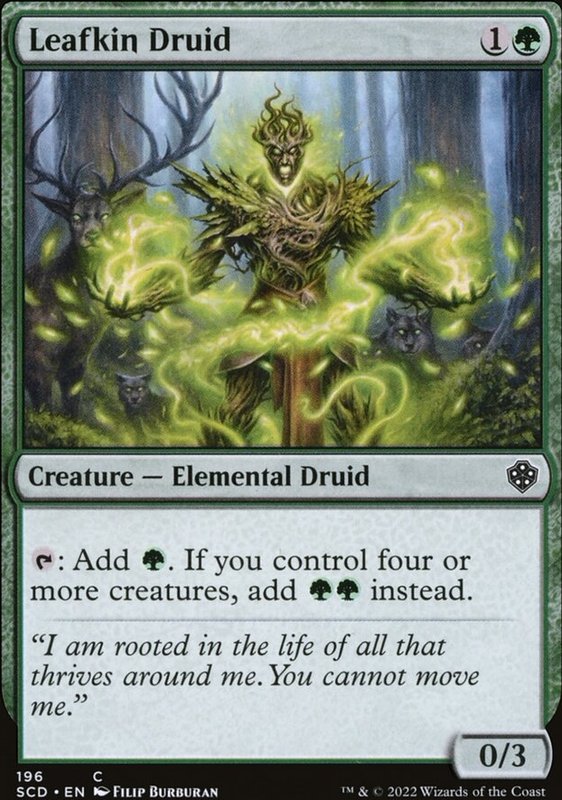 Leafkin Druid 1
Creature — Elemental Druid
: Add . If you control four or
more creatures, add instead.
“I am rooted in the life of all that
thrives around me. You cannot move
me.”
0/3
196 C
SCD • EN Filip Burburan
™ & © 2022 Wizards of the Coast